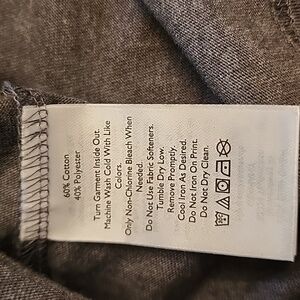 60% Cotton
40% Polyester
Turn Garment Inside Out
Machine Wash Cold With Like
Colors.
Only Non-Chlorine Bleach When
Needed.
Do Not Use Fabric Softeners.
Tumble Dry Low.
Remove Promptly.
Cool Iron As Desired.
Do Not Iron On Print.
Do Not Dry Clean.